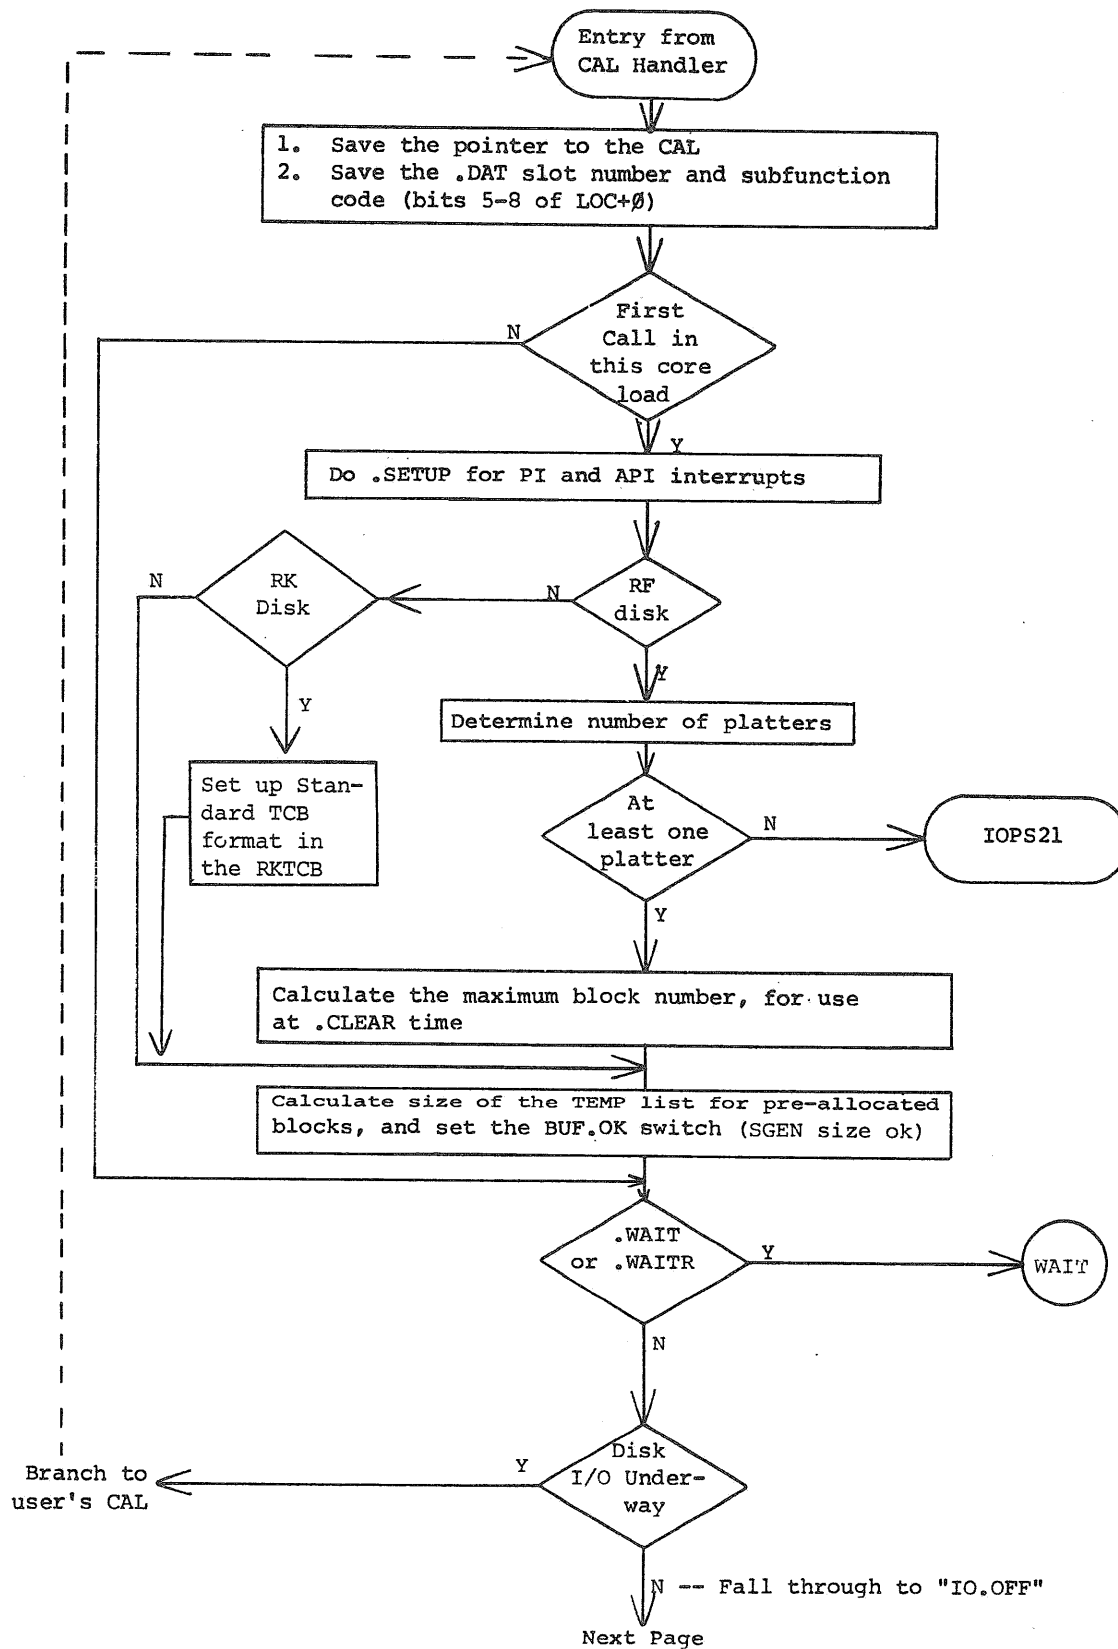 Entry from
CAL Handler
1. Save the pointer to the CAL
2. Save the .DAT slot number and subfunction
code (bits 5-8 of LOC+Ø)
First
Call in
this core
load
N
Y
Do .SETUP for PI and API interrupts
N
RK
Disk
N
RF
disk
Y
Y
Determine number of platters
Set up Stan-
dard TCB
format in
the RKTCB
At
least one
platter
N
IOPS21
Y
Calculate the maximum block number, for use
at .CLEAR time
Calculate size of the TEMP list for pre-allocated
blocks, and set the BUF.OK switch (SGEN size ok)
.WAIT
or .WAITR
Y
WAIT
N
Disk
I/O Under-
way
Y
Branch to
user's CAL
N -- Fall through to "IO.OFF"
Next Page